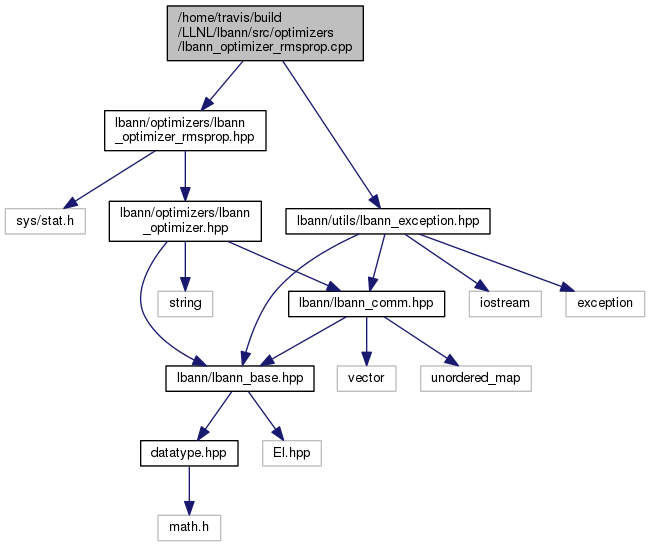 /home/travis/build
/LLNL/lbann/src/optimizers
/lbann_optimizer_rmsprop.cpp
lbann/optimizers/lbann
_optimizer_rmsprop.hpp
sys/stat.h
lbann/optimizers/lbann
_optimizer.hpp
lbann/utils/lbann_exception.hpp
string
lbann/lbann_comm.hpp
iostream
exception
lbann/lbann_base.hpp
vector
unordered_map
datatype.hpp
El.hpp
math.h